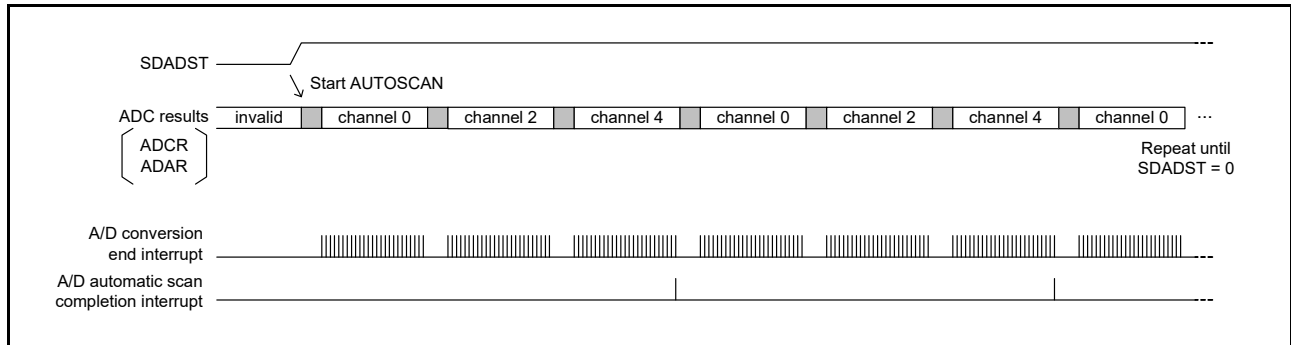 SDADST
Start AUTOSCAN
ADC results
invalid
channel 0
channel 2
channel 4
channel 0
channel 2
channel 4
channel 0
...
ADCR
ADAR
Repeat until
SDADST = 0
A/D conversion
end interrupt
A/D automatic scan
completion interrupt